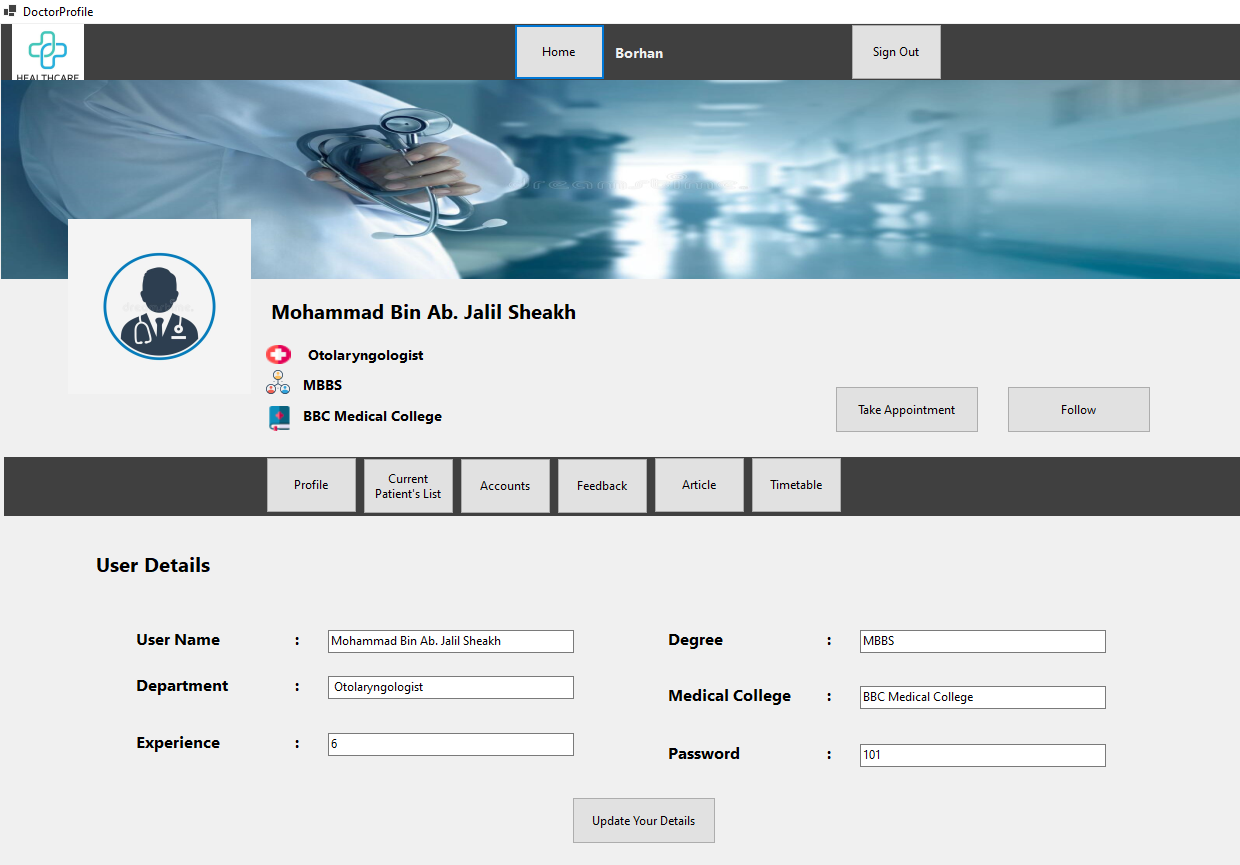 DoctorProfile
HEALTHCARE
Home
Borhan
Sign Out
Mohammad Bin Ab. Jalil Sheakh
Otolaryngologist
MBBS
BBC Medical College
Take Appointment
Follow
Profile
Current
Patient's List
Accounts
Feedback
Article
Timetable
User Details
User Name : Mohammad Bin Ab. Jalil Sheakh
Degree : MBBS
Department : Otolaryngologist
Medical College : BBC Medical College
Experience : 6
Password : 101
Update Your Details